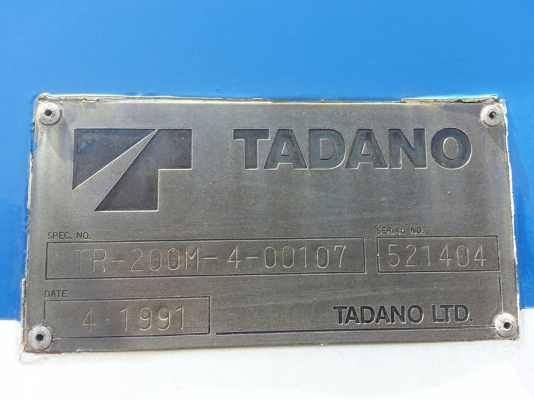 TADANO
SPEC. NO.
TR-200M-4-00107
SERIAL NO.
521404
DATE
4 1991
TADANO LTD.